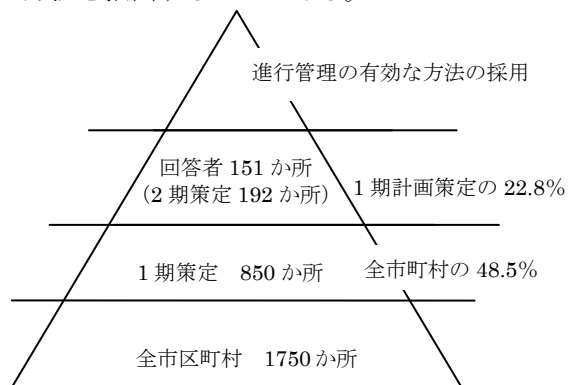 進行管理の有効な方法の採用
回答者 151 か所
（2 期策定 192 か所）
1 期計画策定の 22.8%
1 期策定　850 か所
全市町村の 48.5%
全市区町村　1750 か所